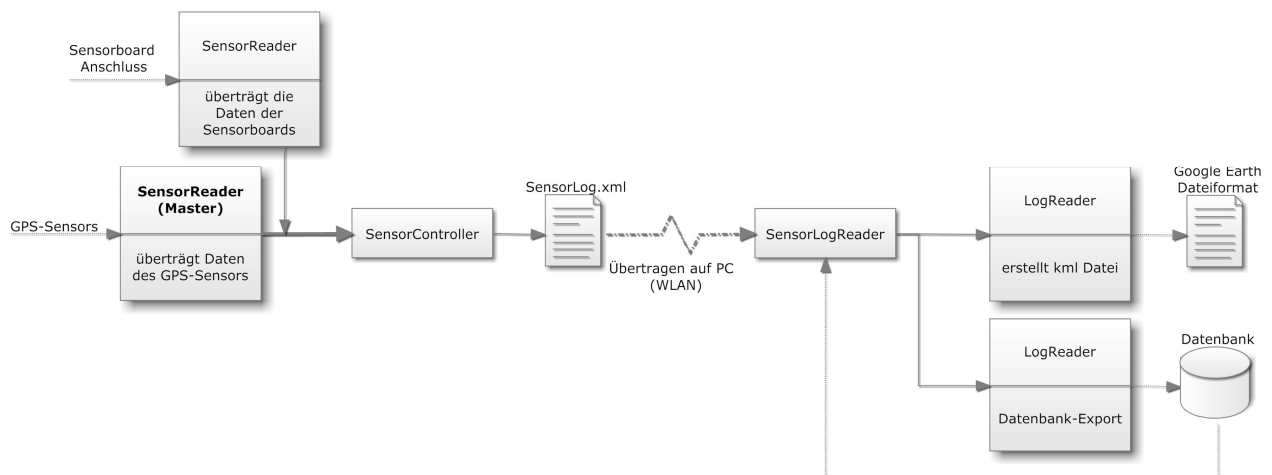 Sensorboard
Anschluss
SensorReader
überträgt die
Daten der
Sensorboards
GPS-Sensors
SensorReader
(Master)
überträgt Daten
des GPS-Sensors
SensorController
SensorLog.xml
Übertragen auf PC
(WLAN)
SensorLogReader
LogReader
erstellt kml Datei
Google Earth
Dateiformat
LogReader
Datenbank-Export
Datenbank